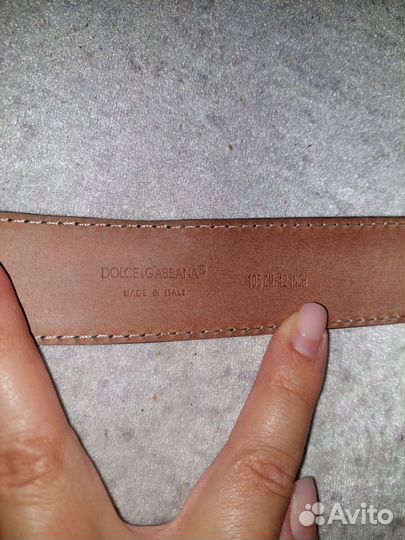 DOLCE&GABBANA®
105 CM-42 INCH
MADE IN ITALY
Avito